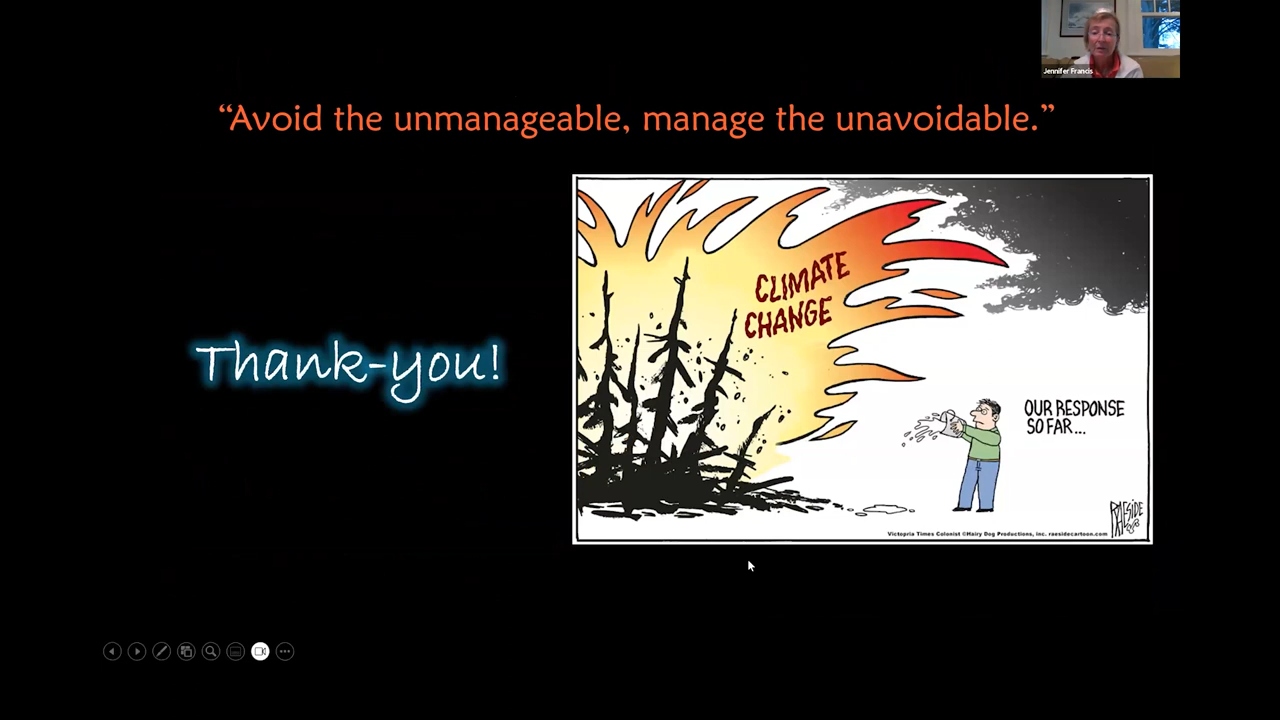 Jennifer Francis
“Avoid the unmanageable, manage the unavoidable.”
Thank-you!
CLIMATE
CHANGE
OUR RESPONSE
SO FAR...
RAESIDE
Victopria Times Colonist ©Hairy Dog Productions, inc. raesidecartoon.com